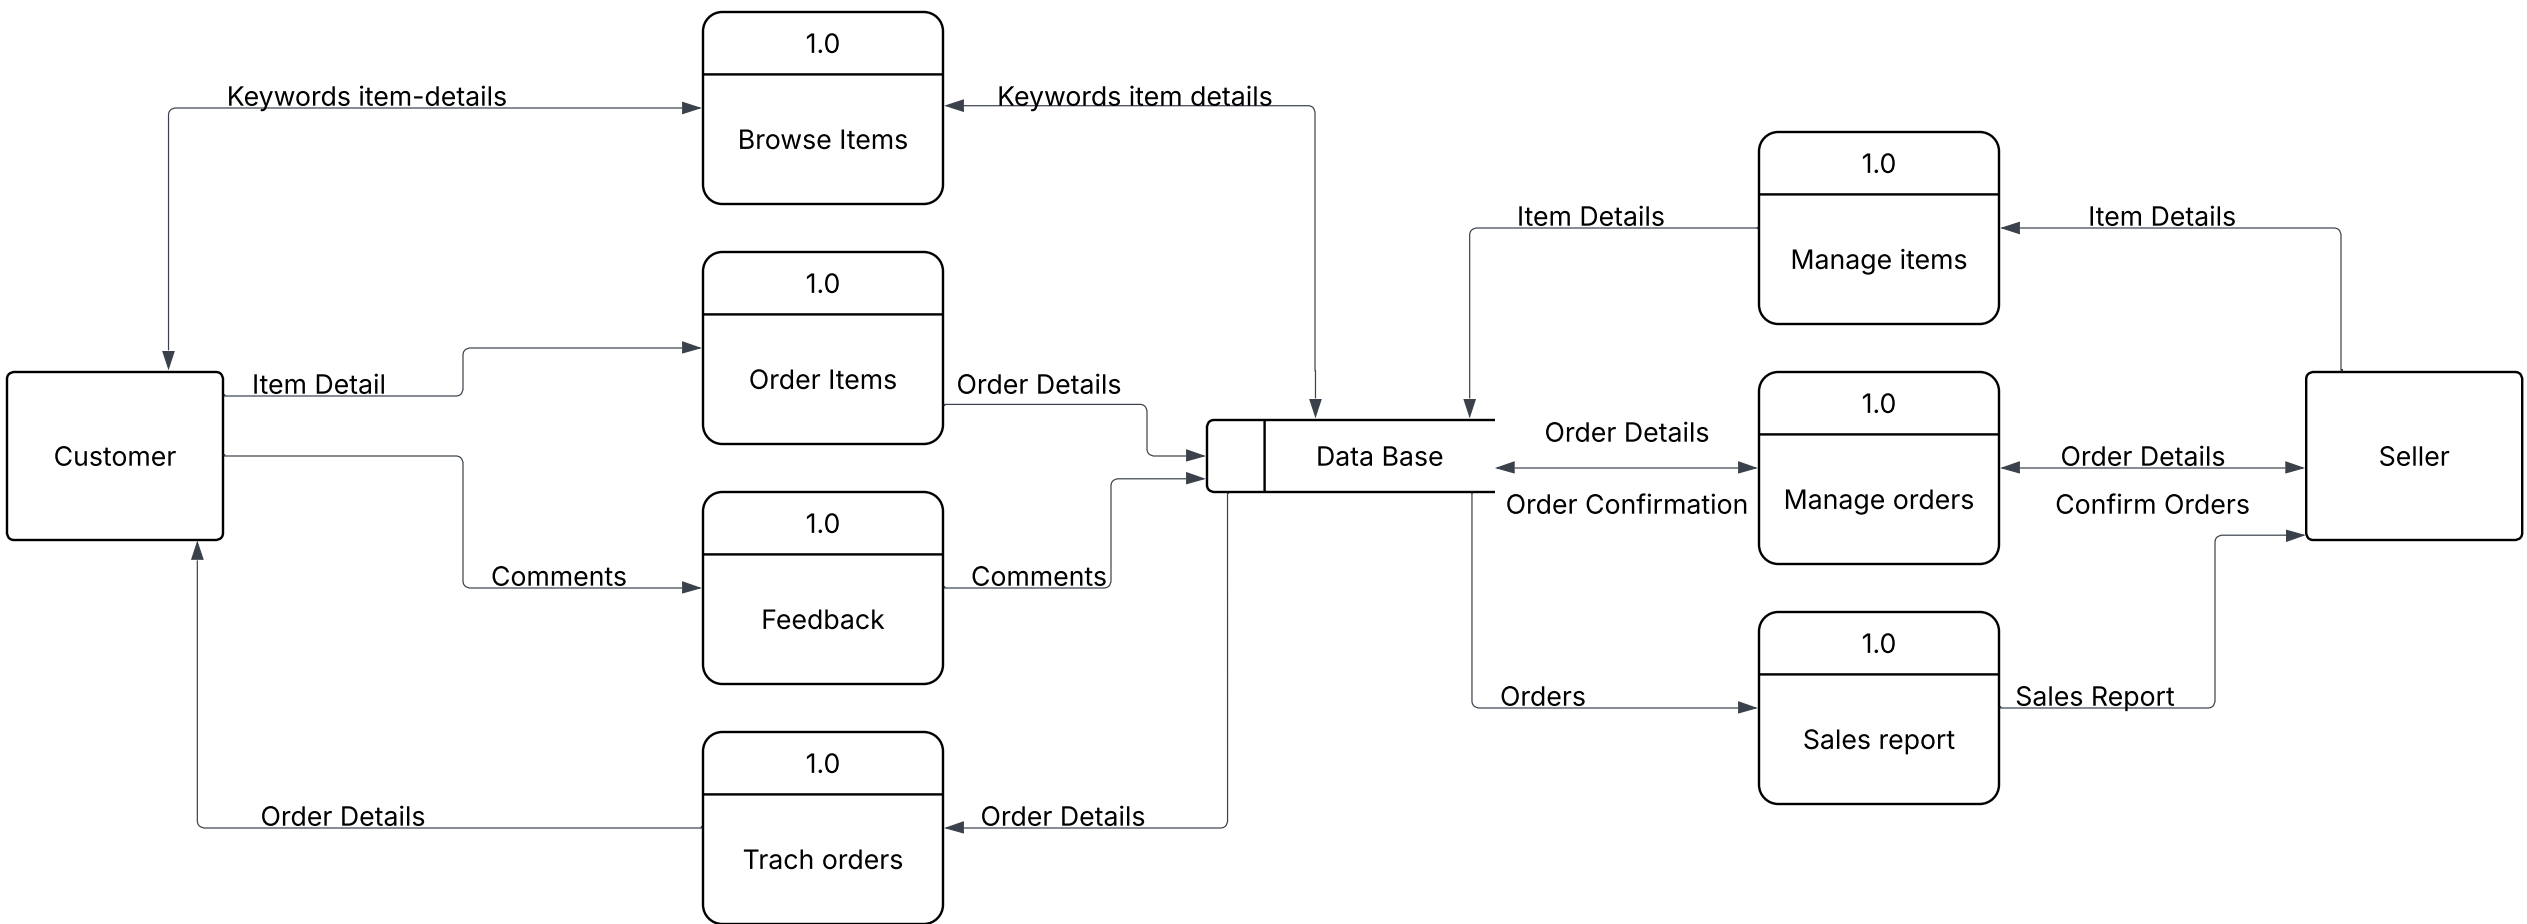 1.0
Browse Items
Keywords item-details
Keywords item details
1.0
Manage items
Item Details
Item Details
1.0
Order Items
Item Detail
Order Details
Customer
Data Base
Order Details
Order Confirmation
1.0
Manage orders
Order Details
Confirm Orders
Seller
1.0
Feedback
Comments
Comments
1.0
Sales report
Orders
Sales Report
1.0
Trach orders
Order Details
Order Details